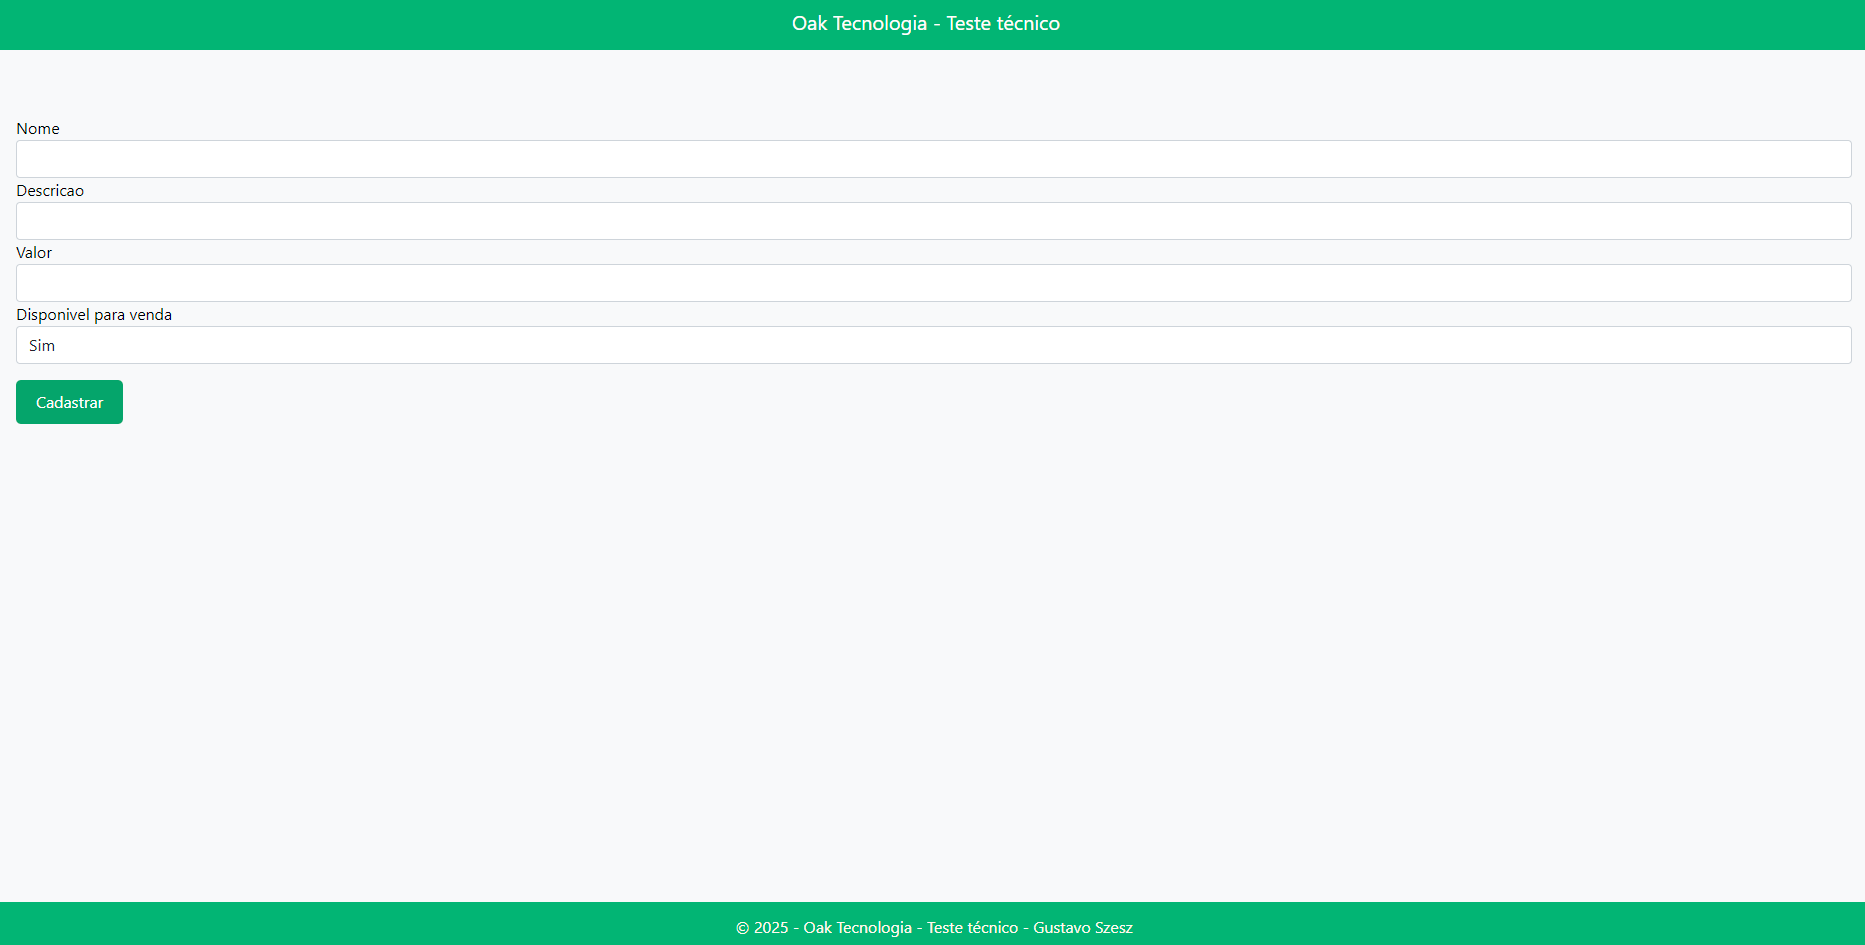 Oak Tecnologia - Teste técnico
Nome
Descricao
Valor
Disponivel para venda
Sim
Cadastrar
© 2025 - Oak Tecnologia - Teste técnico - Gustavo Szesz